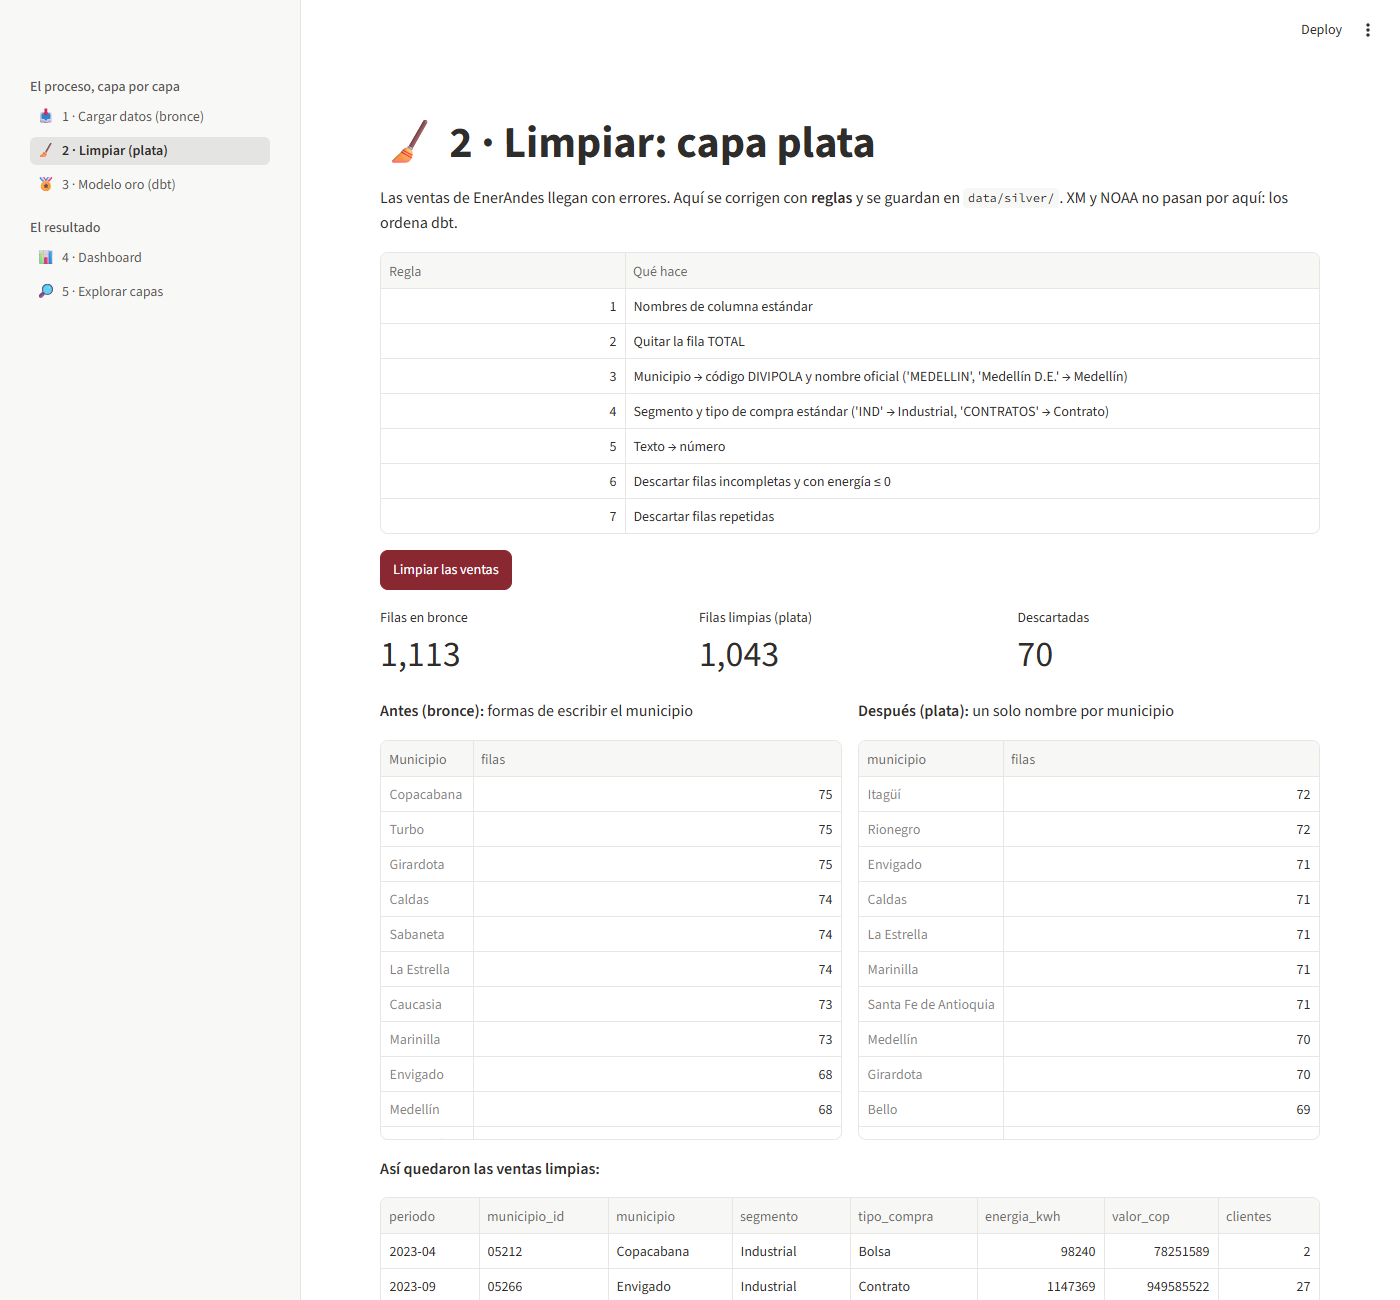 Deploy
El proceso, capa por capa
1 · Cargar datos (bronce)
2 · Limpiar (plata)
3 · Modelo oro (dbt)
El resultado
4 · Dashboard
5 · Explorar capas
2 · Limpiar: capa plata
Las ventas de EnerAndes llegan con errores. Aquí se corrigen con reglas y se guardan en data/silver/ . XM y NOAA no pasan por aquí: los
ordena dbt.
Regla Qué hace
1 Nombres de columna estándar
2 Quitar la fila TOTAL
3 Municipio → código DIVIPOLA y nombre oficial ('MEDELLIN', 'Medellín D.E.' → Medellín)
4 Segmento y tipo de compra estándar ('IND' → Industrial, 'CONTRATOS' → Contrato)
5 Texto → número
6 Descartar filas incompletas y con energía ≤ 0
7 Descartar filas repetidas
Limpiar las ventas
Filas en bronce Filas limpias (plata) Descartadas
1,113 1,043 70
Antes (bronce): formas de escribir el municipio
Municipio filas
Copacabana 75
Turbo 75
Girardota 75
Caldas 74
Sabaneta 74
La Estrella 74
Caucasia 73
Marinilla 73
Envigado 68
Medellín 68
Después (plata): un solo nombre por municipio
municipio filas
Itagüí 72
Rionegro 72
Envigado 71
Caldas 71
La Estrella 71
Marinilla 71
Santa Fe de Antioquia 71
Medellín 70
Girardota 70
Bello 69
Así quedaron las ventas limpias:
periodo municipio_id municipio segmento tipo_compra energia_kwh valor_cop clientes
2023-04 05212 Copacabana Industrial Bolsa 98240 78251589 2
2023-09 05266 Envigado Industrial Contrato 1147369 949585522 27